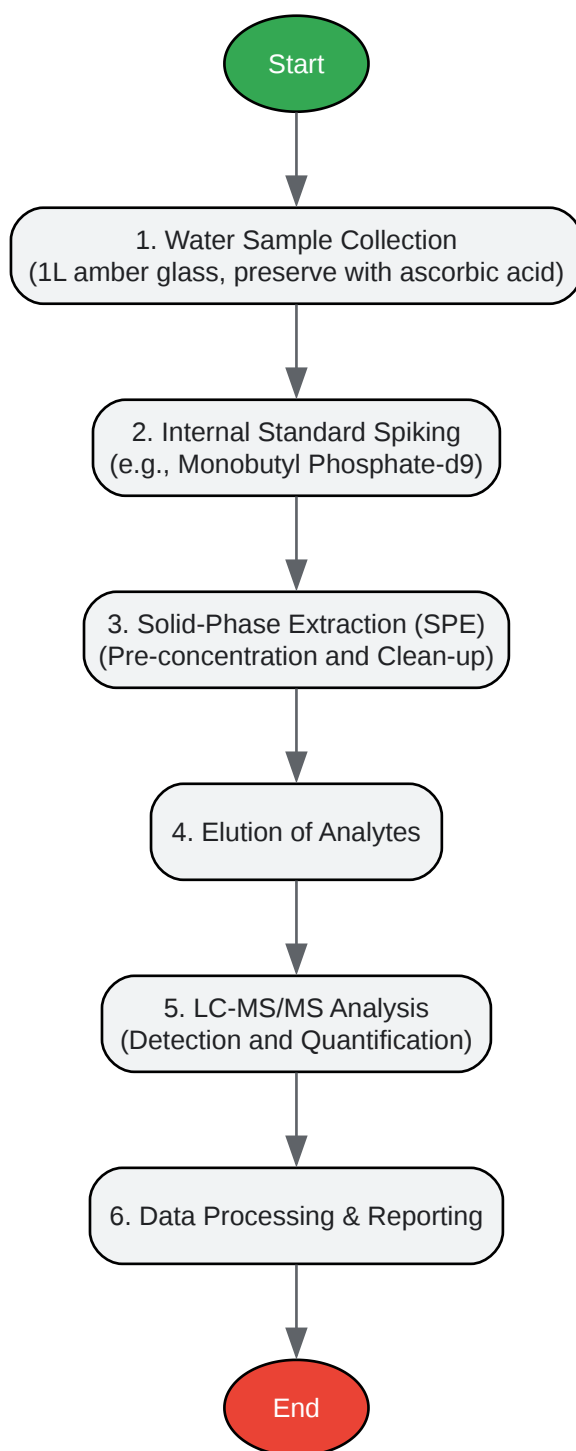 Start
1. Water Sample Collection
(1L amber glass, preserve with ascorbic acid)
2. Internal Standard Spiking
(e.g., Monobutyl Phosphate-d9)
3. Solid-Phase Extraction (SPE)
(Pre-concentration and Clean-up)
4. Elution of Analytes
5. LC-MS/MS Analysis
(Detection and Quantification)
6. Data Processing & Reporting
End